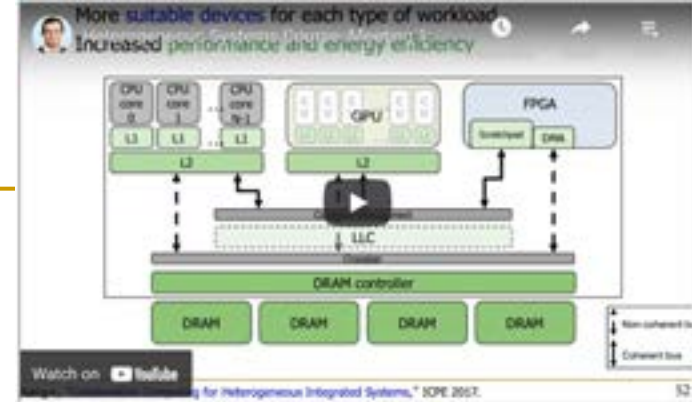 More suitable devices for each type of workload
Increased performance and energy efficiency
CPU core 0
CPU core 1
...
CPU core N-1
GPU
FPGA
L1
L1
...
L1
Scratchpad
DMA
L2
L2
LLC
DRAM controller
DRAM
DRAM
DRAM
DRAM
Non-coherent
Coherent bus
Watch on YouTube
for Heterogeneous Integrated Systems," ICPE 2017.
52